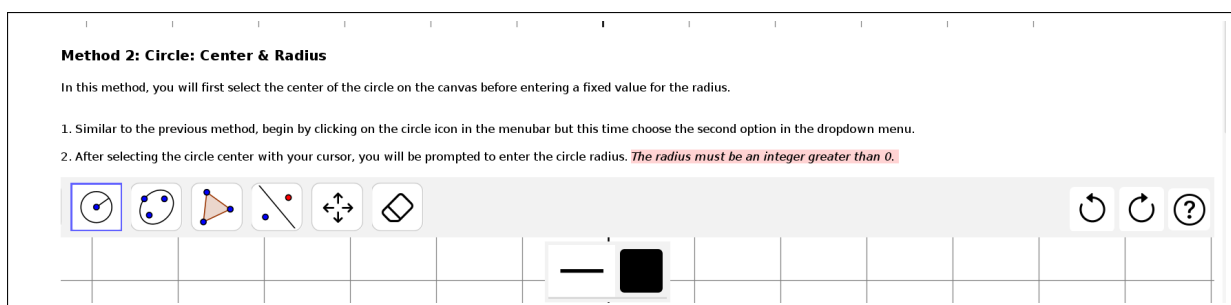 Method 2: Circle: Center & Radius
In this method, you will first select the center of the circle on the canvas before entering a fixed value for the radius.
1. Similar to the previous method, begin by clicking on the circle icon in the menubar but this time choose the second option in the dropdown menu.
2. After selecting the circle center with your cursor, you will be prompted to enter the circle radius. The radius must be an integer greater than 0.
?